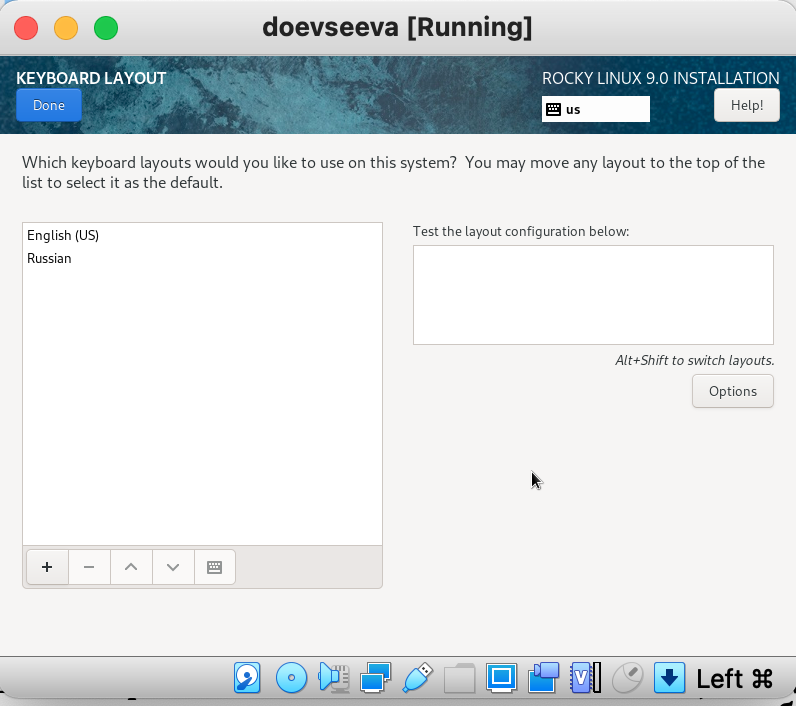 doevseeva [Running]
KEYBOARD LAYOUT
ROCKY LINUX 9.0 INSTALLATION
Done
us
Help!
Which keyboard layouts would you like to use on this system?  You may move any layout to the top of the
list to select it as the default.
English (US)
Russian
Test the layout configuration below:
Alt+Shift to switch layouts.
Options
Left ⌘